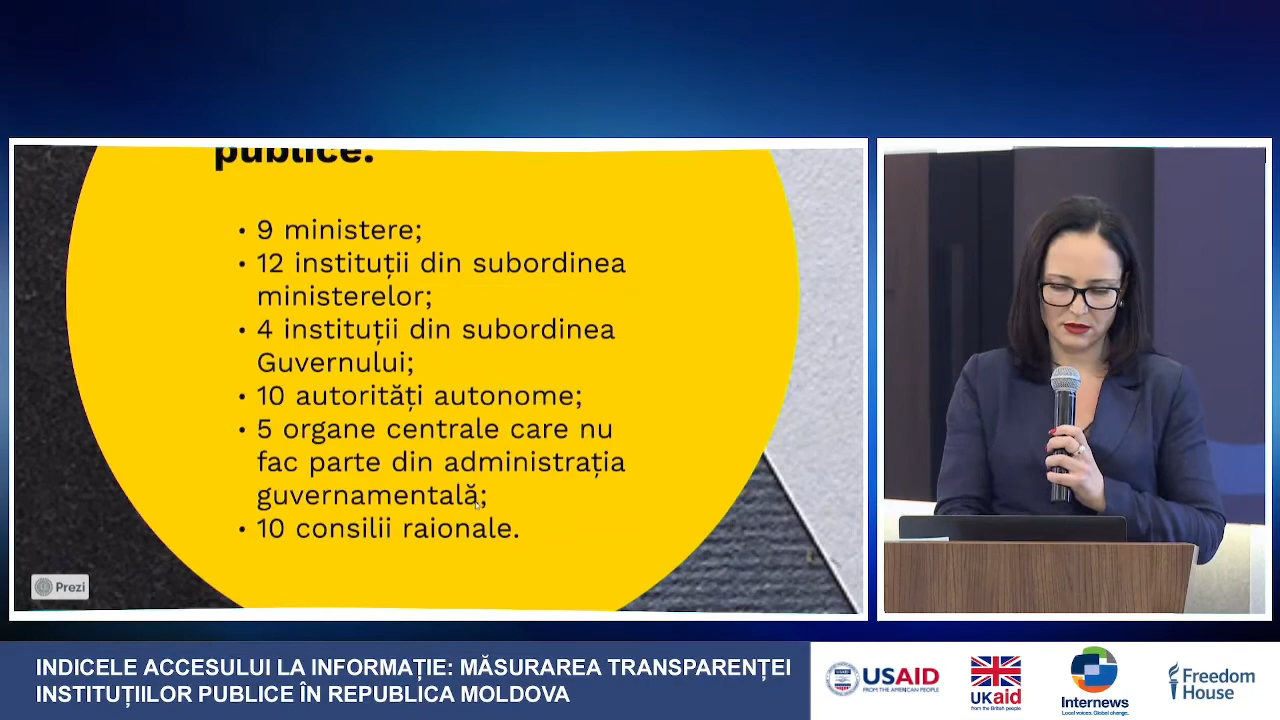 publice:
• 9 ministere;
• 12 instituții din subordinea
ministerelor;
• 4 instituții din subordinea
Guvernului;
• 10 autorități autonome;
• 5 organe centrale care nu
fac parte din administrația
guvernamentală;
• 10 consilii raionale.
Prezi
INDICELE ACCESULUI LA INFORMAȚIE: MĂSURAREA TRANSPARENȚEI
INSTITUȚIILOR PUBLICE ÎN REPUBLICA MOLDOVA
USAID
FROM THE AMERICAN PEOPLE
UKaid
from the British people
Internews
Local voices. Global change.
Freedom
House